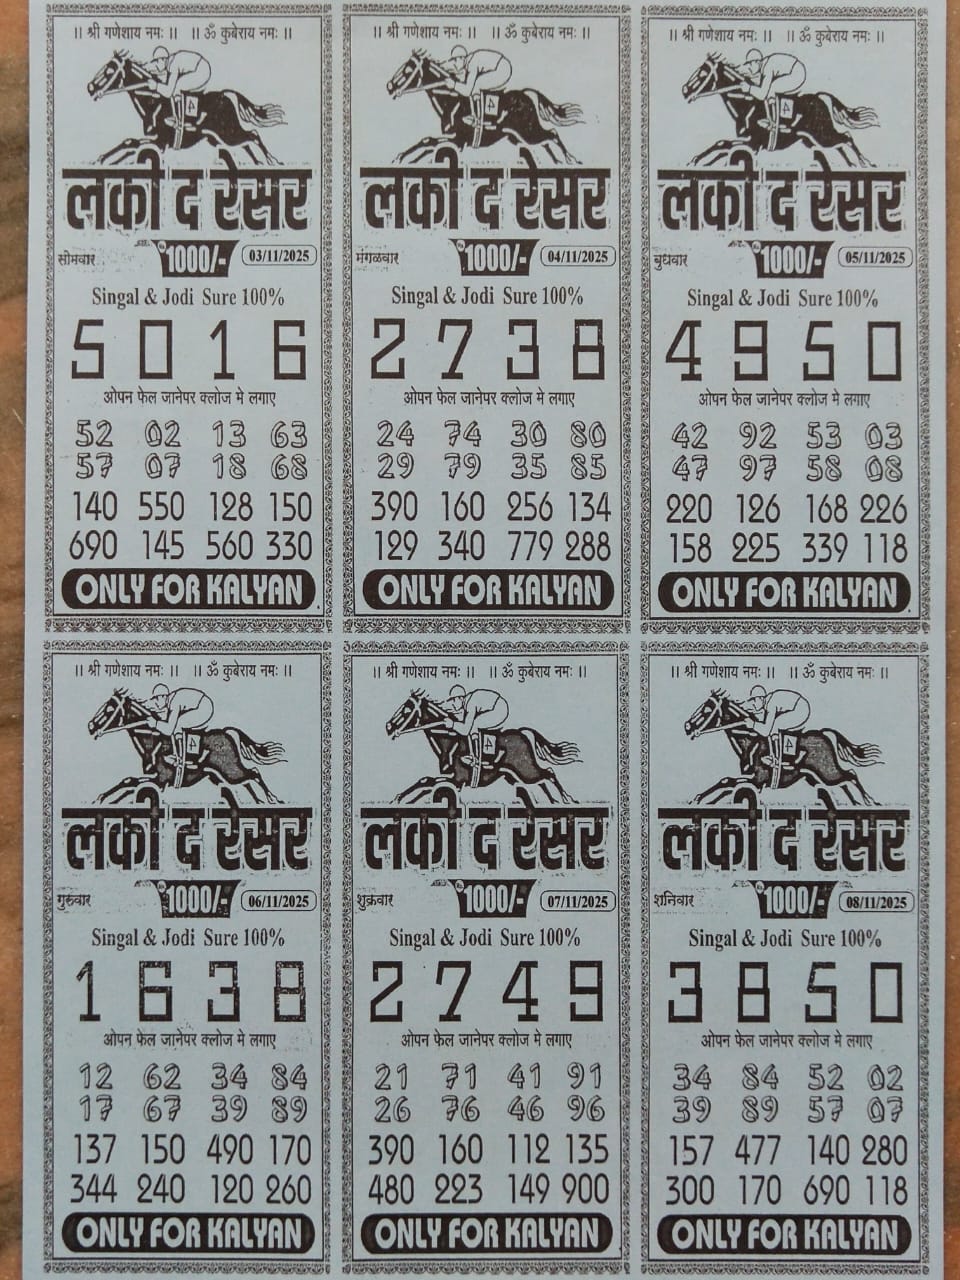 || श्री गणेशाय नमः || || ॐ कुबेराय नमः ||
4
लकी द रेसर
सोमवार Rs. 1000/- 03/11/2025
Singal & Jodi Sure 100%
5 0 1 6
ओपन फेल जानेपर क्लोज मे लगाए
52 02 13 63
57 07 18 68
140 550 128 150
690 145 560 330
ONLY FOR KALYAN
|| श्री गणेशाय नमः || || ॐ कुबेराय नमः ||
4
लकी द रेसर
मंगळवार Rs. 1000/- 04/11/2025
Singal & Jodi Sure 100%
2 7 3 8
ओपन फेल जानेपर क्लोज मे लगाए
24 74 30 80
29 79 35 85
390 160 256 134
129 340 779 288
ONLY FOR KALYAN
|| श्री गणेशाय नमः || || ॐ कुबेराय नमः ||
4
लकी द रेसर
बुधवार Rs. 1000/- 05/11/2025
Singal & Jodi Sure 100%
4 9 5 0
ओपन फेल जानेपर क्लोज मे लगाए
42 92 53 03
47 97 58 08
220 126 168 226
158 225 339 118
ONLY FOR KALYAN
|| श्री गणेशाय नमः || || ॐ कुबेराय नमः ||
4
लकी द रेसर
गुरुवार Rs. 1000/- 06/11/2025
Singal & Jodi Sure 100%
1 6 3 8
ओपन फेल जानेपर क्लोज मे लगाए
12 62 34 84
17 67 39 89
137 150 490 170
344 240 120 260
ONLY FOR KALYAN
|| श्री गणेशाय नमः || || ॐ कुबेराय नमः ||
4
लकी द रेसर
शुक्रवार Rs. 1000/- 07/11/2025
Singal & Jodi Sure 100%
2 7 4 9
ओपन फेल जानेपर क्लोज मे लगाए
21 71 41 91
26 76 46 96
390 160 112 135
480 223 149 900
ONLY FOR KALYAN
|| श्री गणेशाय नमः || || ॐ कुबेराय नमः ||
4
लकी द रेसर
शनिवार Rs. 1000/- 08/11/2025
Singal & Jodi Sure 100%
3 8 5 0
ओपन फेल जानेपर क्लोज मे लगाए
34 84 52 02
39 89 57 07
157 477 140 280
300 170 690 118
ONLY FOR KALYAN